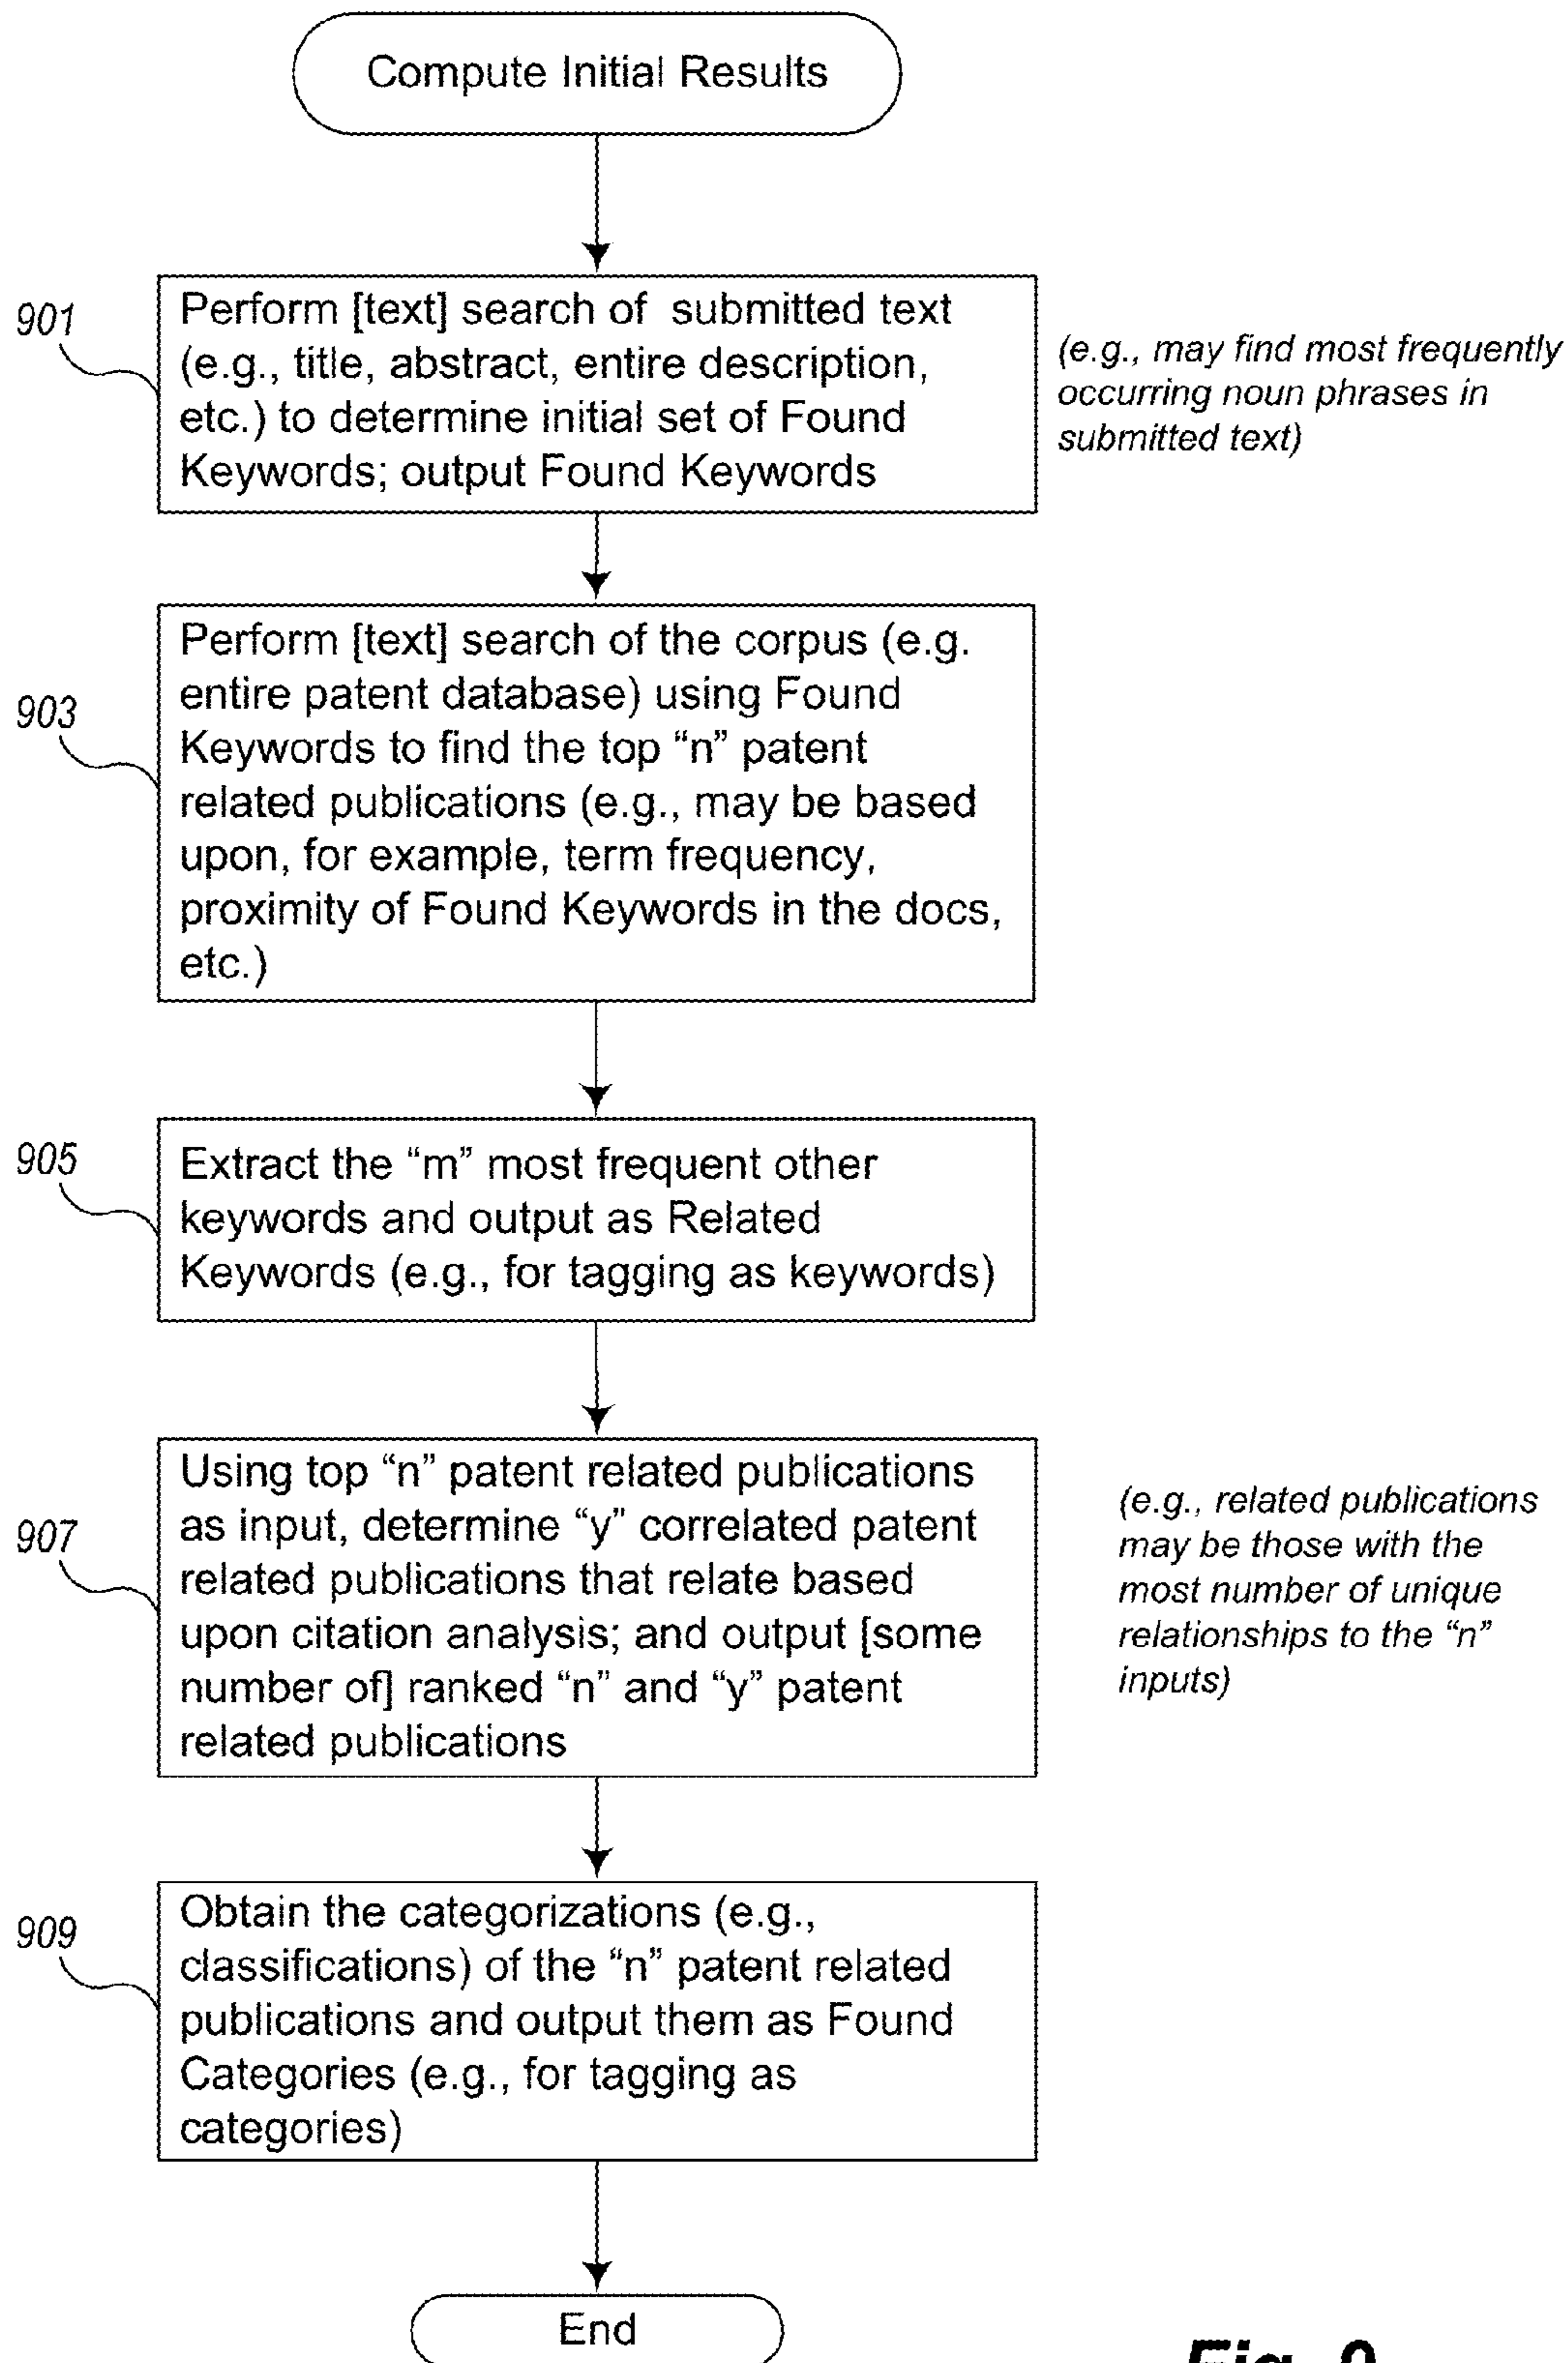 Compute Initial Results
901
Perform [text] search of submitted text
(e.g., title, abstract, entire description,
etc.) to determine initial set of Found
Keywords; output Found Keywords
(e.g., may find most frequently
occurring noun phrases in
submitted text)
903
Perform [text] search of the corpus (e.g.
entire patent database) using Found
Keywords to find the top “n” patent
related publications (e.g., may be based
upon, for example, term frequency,
proximity of Found Keywords in the docs,
etc.)
905
Extract the “m” most frequent other
keywords and output as Related
Keywords (e.g., for tagging as keywords)
907
Using top “n” patent related publications
as input, determine “y” correlated patent
related publications that relate based
upon citation analysis; and output [some
number of] ranked “n” and “y” patent
related publications
(e.g., related publications
may be those with the
most number of unique
relationships to the “n”
inputs)
909
Obtain the categorizations (e.g.,
classifications) of the “n” patent related
publications and output them as Found
Categories (e.g., for tagging as
categories)
End
Fig. 9